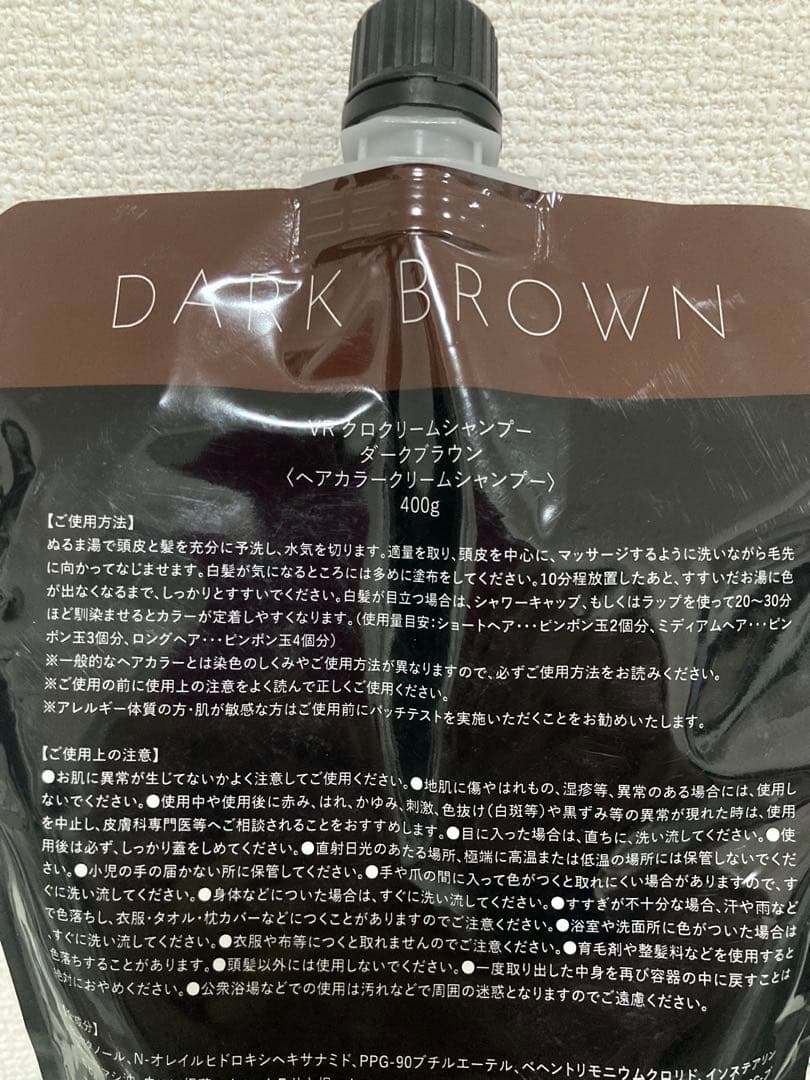 DARK BROWN
VR クロクリームシャンプー
ダークブラウン
〈ヘアカラークリームシャンプー〉
400g
【ご使用方法】
ぬるま湯で頭皮と髪を充分に予洗し、水気を切ります。適量を取り、頭皮を中心に、マッサージするように洗いながら毛先
に向かってなじませます。白髪が気になるところには多めに塗布をしてください。10分程放置したあと、すすいだお湯に色
が出なくなるまで、しっかりとすすいでください。白髪が目立つ場合は、シャワーキャップ、もしくはラップを使って20〜30分
ほど馴染ませるとカラーが定着しやすくなります。(使用量目安:ショートヘア･･･ピンポン玉2個分、ミディアムヘア･･･ピン
ポン玉3個分、ロングヘア･･･ピンポン玉4個分)
※一般的なヘアカラーとは染色のしくみやご使用方法が異なりますので、必ずご使用方法をお読みください。
※ご使用の前に使用上の注意をよく読んで正しくご使用ください。
※アレルギー体質の方・肌が敏感な方はご使用前にパッチテストを実施いただくことをお勧めいたします。
【ご使用上の注意】
●お肌に異常が生じてないかよく注意してご使用ください。●地肌に傷やはれもの、湿疹等、異常のある場合には、使用し
ないでください。●使用中や使用後に赤み、はれ、かゆみ、刺激、色抜け(白斑等)や黒ずみ等の異常が現れた時は、使用
を中止し、皮膚科専門医等へご相談されることをおすすめします。●目に入った場合は、直ちに、洗い流してください。●使
用後は必ず、しっかり蓋をしめてください。●直射日光のあたる場所、極端に高温または低温の場所には保管しないでくだ
さい。●小児の手の届かない所に保管してください。●手や爪の間に入って色がつくと取れにくい場合がありますので、す
ぐに洗い流してください。●身体などについた場合は、すぐに洗い流してください。●すすぎが不十分な場合、汗や雨など
で色落ちし、衣服・タオル・枕カバーなどにつくことがありますのでご注意ください。●浴室や洗面所に色がついた場合は
、すぐに洗い流してください。●衣服や布等につくと取れませんのでご注意ください。●育毛剤や整髪料などを使用すると
色落ちすることがあります。●頭髪以外には使用しないでください。●一度取り出した中身を再び容器の中に戻すことは
絶対におやめください。●公衆浴場などでの使用は汚れなどで周囲の迷惑となりますのでご遠慮ください。
成分】
ノール、N-オレイルヒドロキシヘキサナミド、PPG-90ブチルエーテル、ベヘントリモニウムクロリド、イソステアリン